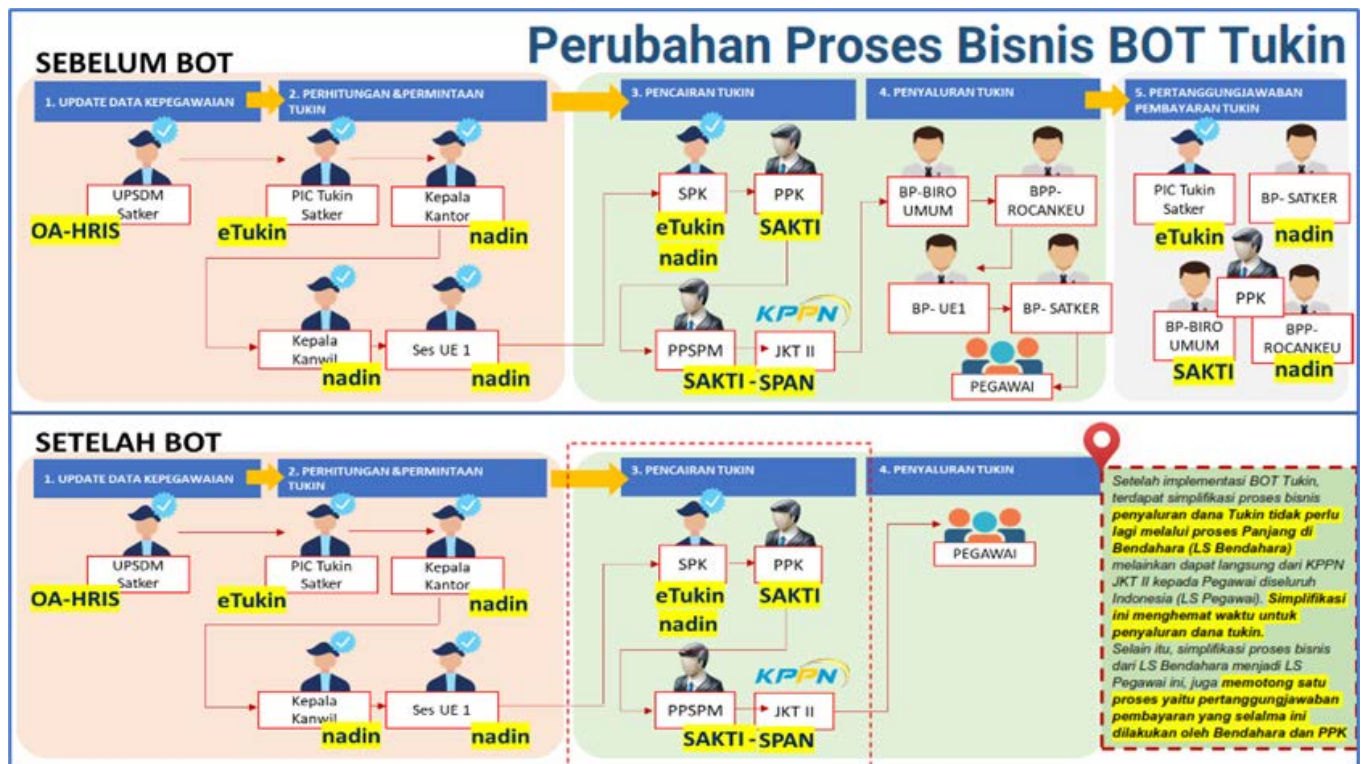 Perubahan Proses Bisnis BOT Tukin
SEBELUM BOT
1. UPDATE DATA KEPEGAWAIAN
2. PERHITUNGAN &PERMINTAAN
TUKIN
3. PENCAIRAN TUKIN
4. PENYALURAN TUKIN
5. PERTANGGUNGJAWABAN
PEMBAYARAN TUKIN
UPSDM
Satker
OA-HRIS
PIC Tukin
Satker
eTukin
Kepala
Kantor
nadin
Kepala
Kanwil
nadin
Ses UE 1
nadin
SPK
eTukin
nadin
PPK
SAKTI
PPSPM
KPPN
JKT II
SAKTI - SPAN
BP-BIRO
UMUM
BPP-
ROCANKEU
BP- UE1
BP- SATKER
PEGAWAI
PIC Tukin
Satker
eTukin
BP- SATKER
nadin
PPK
BP-BIRO
UMUM
SAKTI
BPP-
ROCANKEU
nadin
SETELAH BOT
1. UPDATE DATA KEPEGAWAIAN
2. PERHITUNGAN &PERMINTAAN
TUKIN
3. PENCAIRAN TUKIN
4. PENYALURAN TUKIN
UPSDM
Satker
OA-HRIS
PIC Tukin
Satker
eTukin
Kepala
Kantor
nadin
Kepala
Kanwil
nadin
Ses UE 1
nadin
SPK
eTukin
nadin
PPK
SAKTI
PPSPM
KPPN
JKT II
SAKTI - SPAN
PEGAWAI
Setelah implementasi BOT Tukin,
terdapat simplifikasi proses bisnis
penyaluran dana Tukin tidak perlu
lagi melalui proses Panjang di
Bendahara (LS Bendahara)
melainkan dapat langsung dari KPPN
JKT II kepada Pegawai diseluruh
Indonesia (LS Pegawai). Simplifikasi
ini menghemat waktu untuk
penyaluran dana tukin.
Selain itu, simplifikasi proses bisnis
dari LS Bendahara menjadi LS
Pegawai ini, juga memotong satu
proses yaitu pertanggungjawaban
pembayaran yang selalma ini
dilakukan oleh Bendahara dan PPK